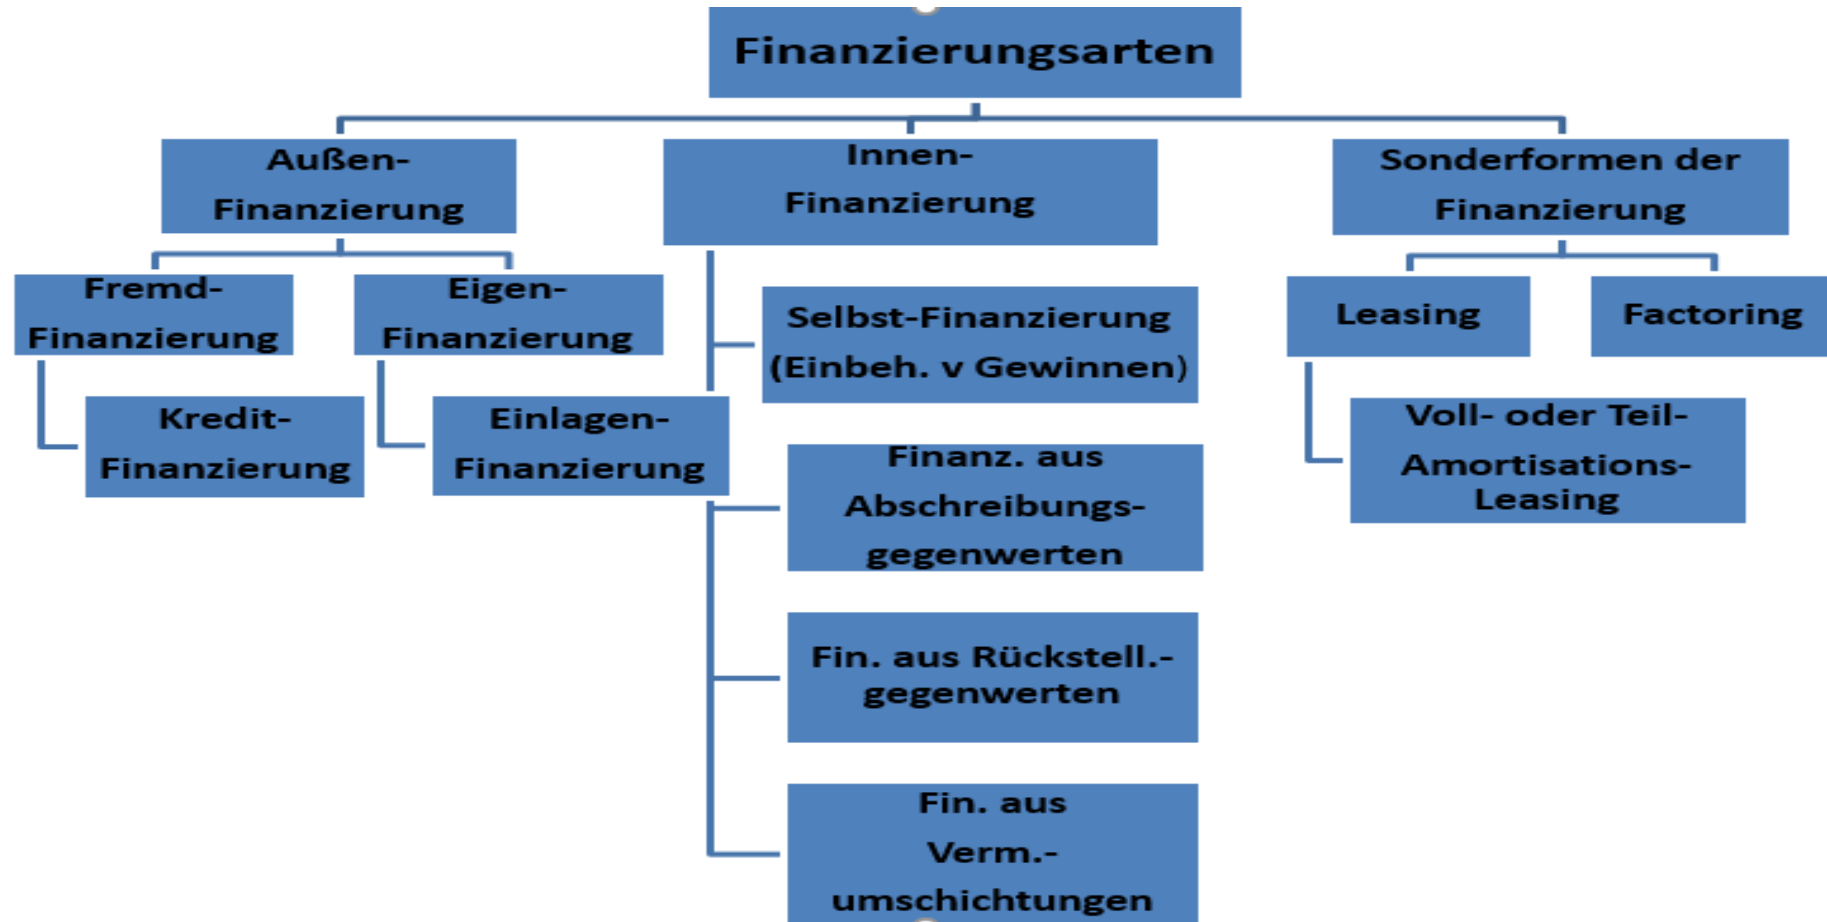 Finanzierungsarten
Außen-
Finanzierung
Innen-
Finanzierung
Sonderformen der
Finanzierung
Fremd-
Finanzierung
Eigen-
Finanzierung
Kredit-
Finanzierung
Einlagen-
Finanzierung
Selbst-Finanzierung
(Einbeh. v Gewinnen)
Finanz. aus
Abschreibungs-
gegenwerten
Fin. aus Rückstell.-
gegenwerten
Fin. aus
Verm.-
umschichtungen
Leasing
Factoring
Voll- oder Teil-
Amortisations-
Leasing